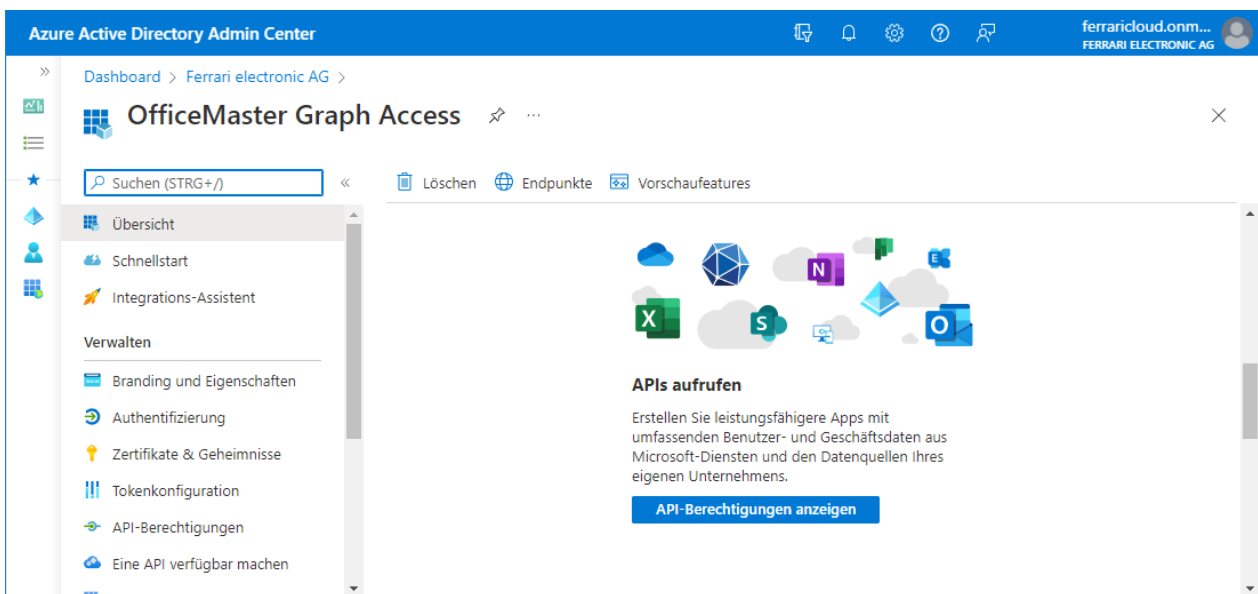 Azure Active Directory Admin Center
ferraricloud.onm...
FERRARI ELECTRONIC AG
Dashboard > Ferrari electronic AG >
OfficeMaster Graph Access
Suchen (STRG+/)
Löschen
Endpunkte
Vorschaufeatures
Übersicht
Schnellstart
Integrations-Assistent
Verwalten
Branding und Eigenschaften
Authentifizierung
Zertifikate & Geheimnisse
Tokenkonfiguration
API-Berechtigungen
Eine API verfügbar machen
N
E
X
S
O
APIs aufrufen
Erstellen Sie leistungsfähigere Apps mit
umfassenden Benutzer- und Geschäftsdaten aus
Microsoft-Diensten und den Datenquellen Ihres
eigenen Unternehmens.
API-Berechtigungen anzeigen